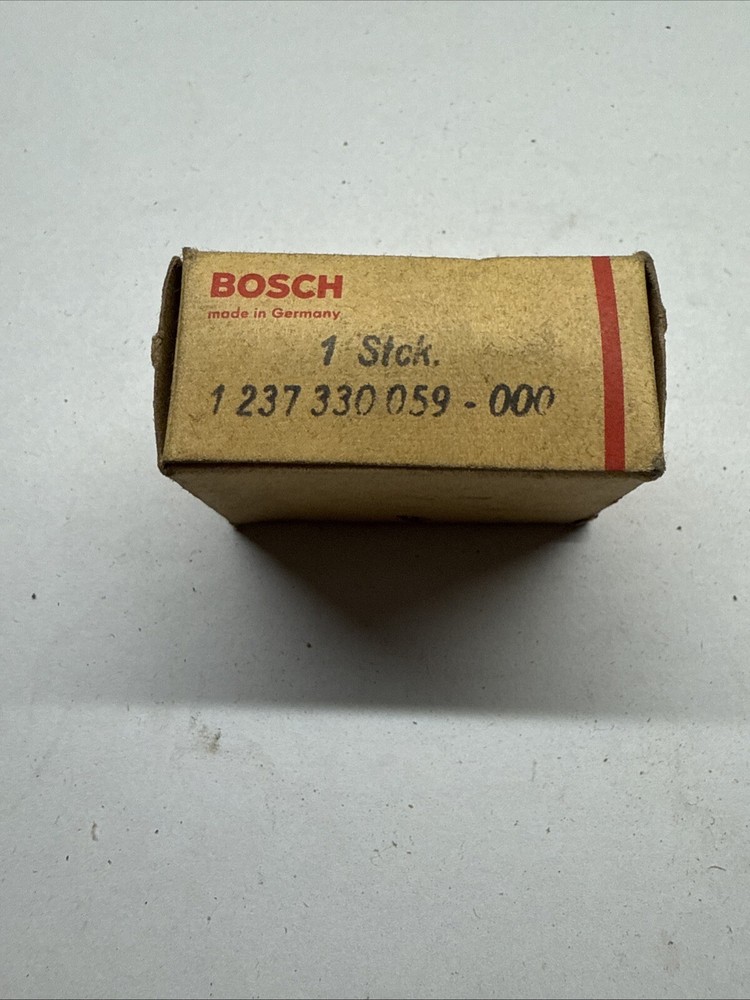 BOSCH
made in Germany
1 Stck.
1 237 330 059 - 000